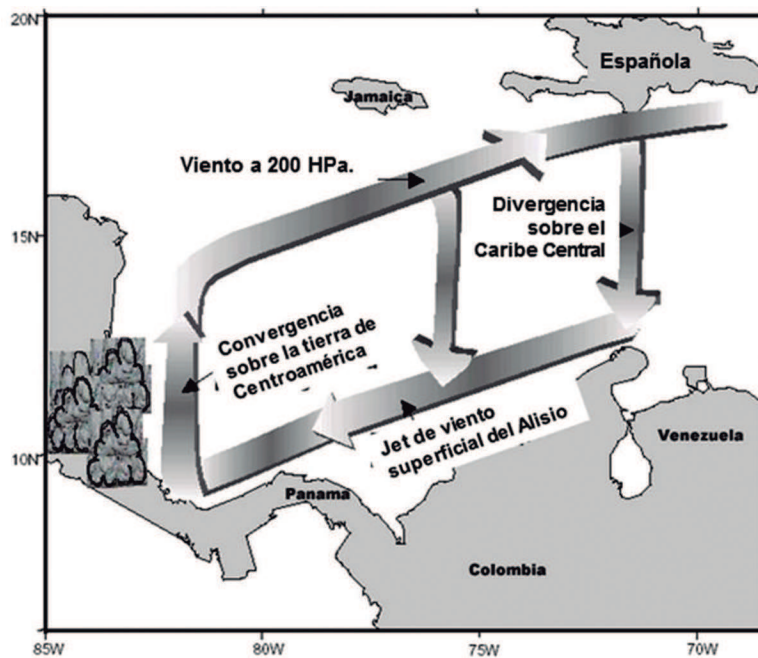 20N
Española
Jamaica
Viento a 200 HPa.
Divergencia
sobre el
Caribe Central
15N
Convergencia
sobre la tierra de
Centroamérica
Jet de viento
superficial del Alisio
Venezuela
10N
Panama
Colombia
85W
80W
75W
70W